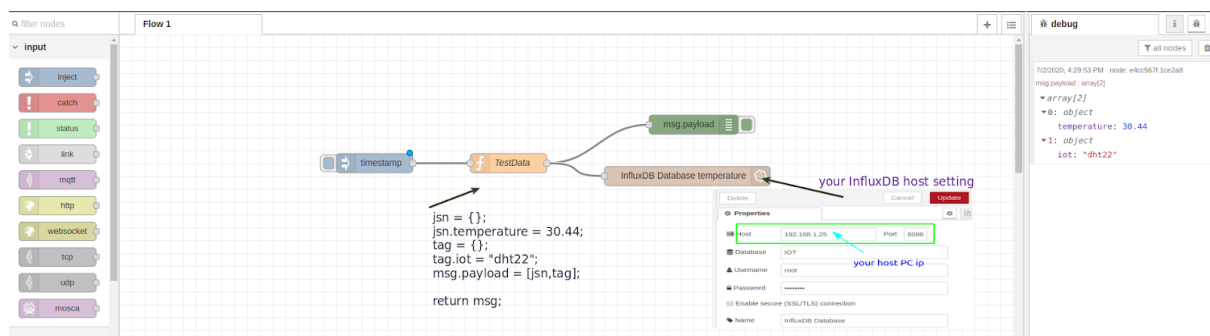 filter nodes
Flow 1
input
inject
catch
status
link
mqtt
http
websocket
tcp
udp
mosca
timestamp
f
TestData
msg.payload
InfluxDB Database temperature
jsn = {};
jsn.temperature = 30.44;
tag = {};
tag.iot = "dht22";
msg.payload = [jsn,tag];
return msg;
your InfluxDB host setting
Delete
Cancel
Update
Properties
Host
192.168.1.25
Port
8086
your host PC ip
Database
IOT
Username
root
Password
••••••••
Enable secure (SSL/TLS) connection
Name
InfluxDB Database
debug
i
all nodes
7/2/2020, 4:29:53 PM node: e4cc567f.1ce2a8
msg.payload : array[2]
array[2]
0: object
temperature: 30.44
1: object
iot: "dht22"